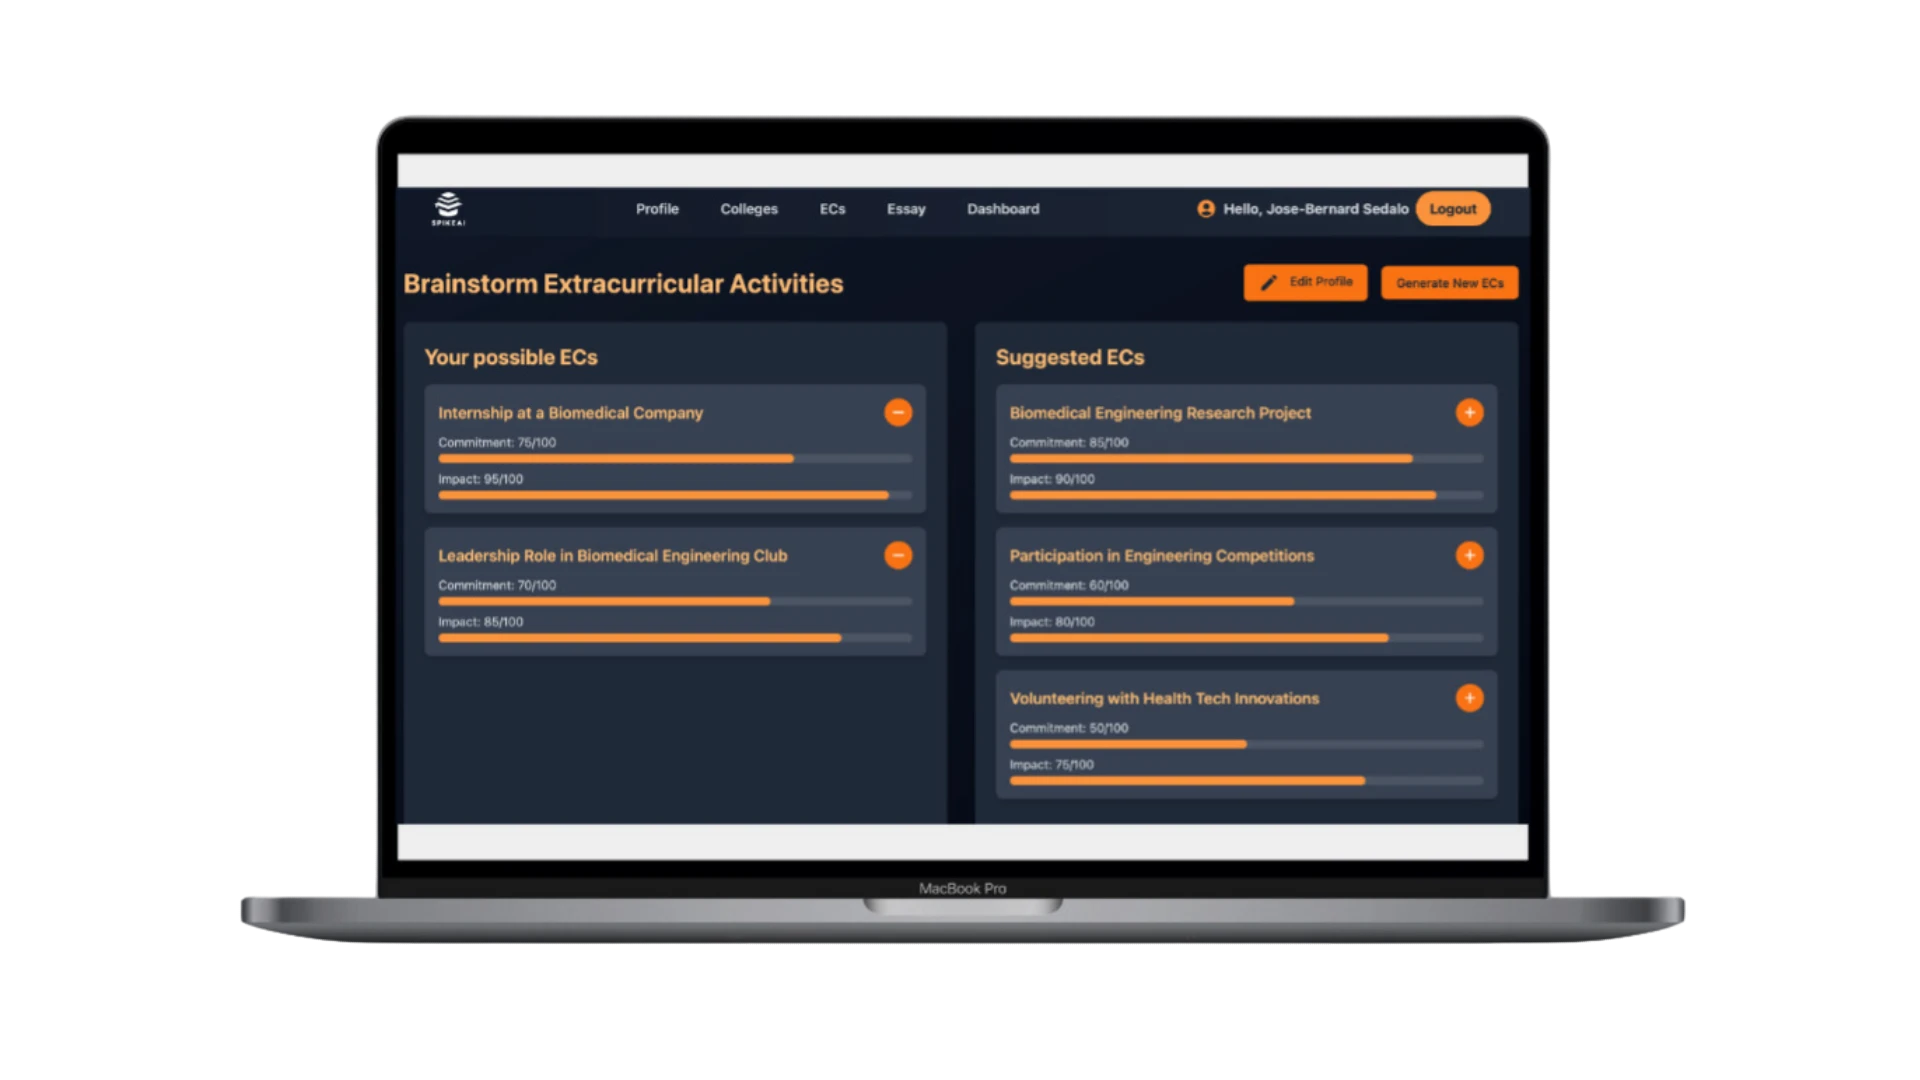 SPIKEAI
Profile
Colleges
ECs
Essay
Dashboard
Hello, Jose-Bernard Sedalo
Logout
Brainstorm Extracurricular Activities
Edit Profile
Generate New ECs
Your possible ECs
Internship at a Biomedical Company
Commitment: 75/100
Impact: 95/100
Leadership Role in Biomedical Engineering Club
Commitment: 70/100
Impact: 85/100
Suggested ECs
Biomedical Engineering Research Project
Commitment: 85/100
Impact: 90/100
Participation in Engineering Competitions
Commitment: 60/100
Impact: 80/100
Volunteering with Health Tech Innovations
Commitment: 50/100
Impact: 75/100
MacBook Pro